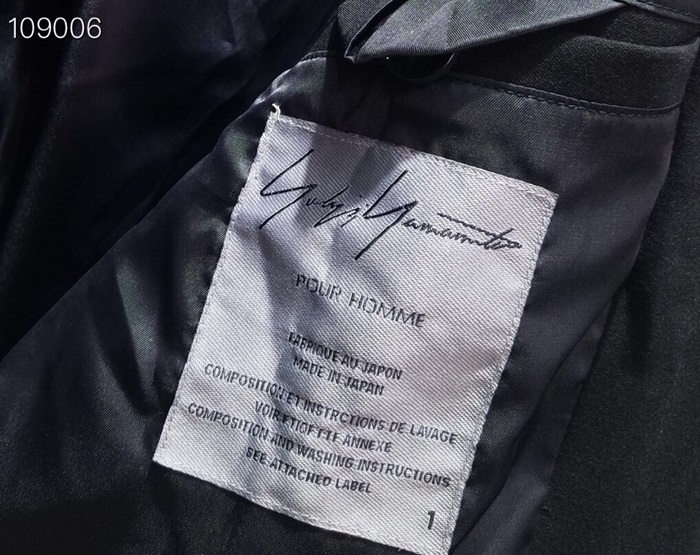 109006
Yohji Yamamoto
POUR HOMME
FABRIQUE AU JAPON
MADE IN JAPAN
COMPOSITION ET INSTRCTIONS DE LAVAGE
VOIR ETIOFTTE ANNEXE
COMPOSITION AND WASHING INSTRUCTIONS
SEE ATTACHED LABEL
1